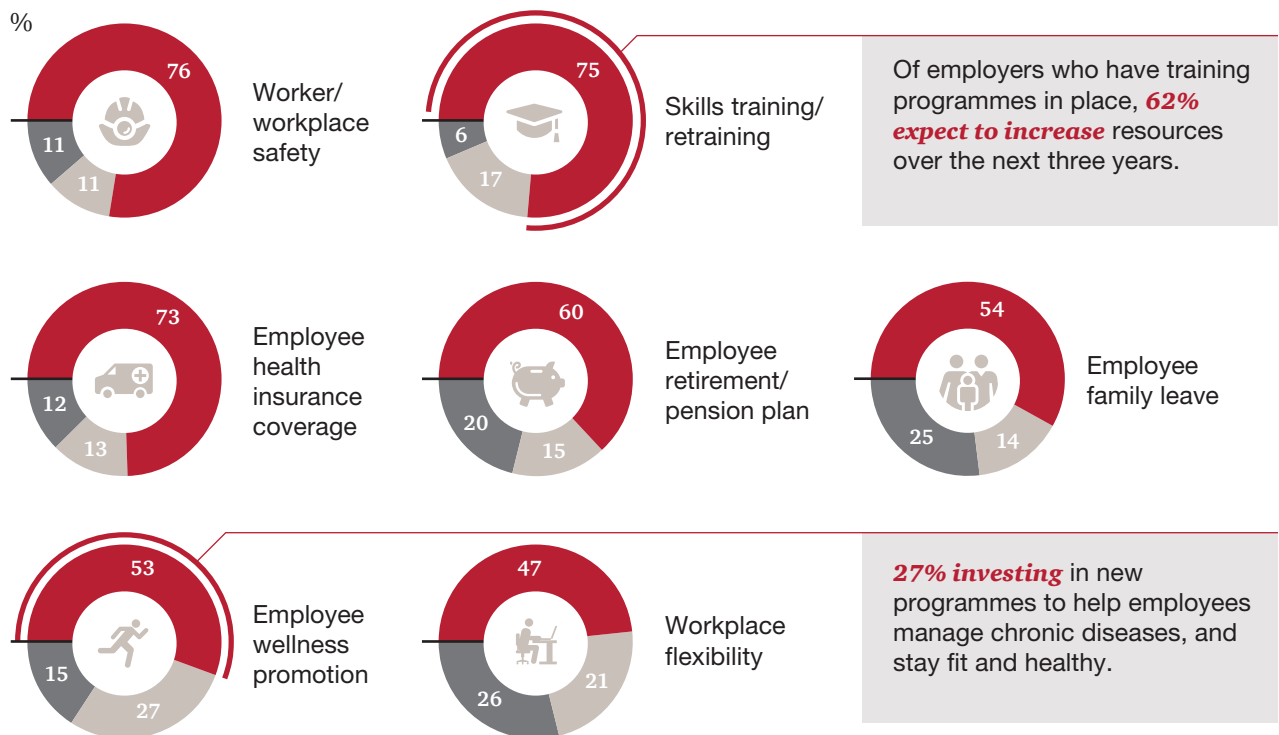 %
76
11
11
Worker/
workplace
safety
75
6
17
Skills training/
retraining
Of employers who have training
programmes in place, 62%
expect to increase resources
over the next three years.
73
12
13
Employee
health
insurance
coverage
60
20
15
Employee
retirement/
pension plan
54
25
14
Employee
family leave
53
15
27
Employee
wellness
promotion
47
26
21
Workplace
flexibility
27% investing in new
programmes to help employees
manage chronic diseases, and
stay fit and healthy.